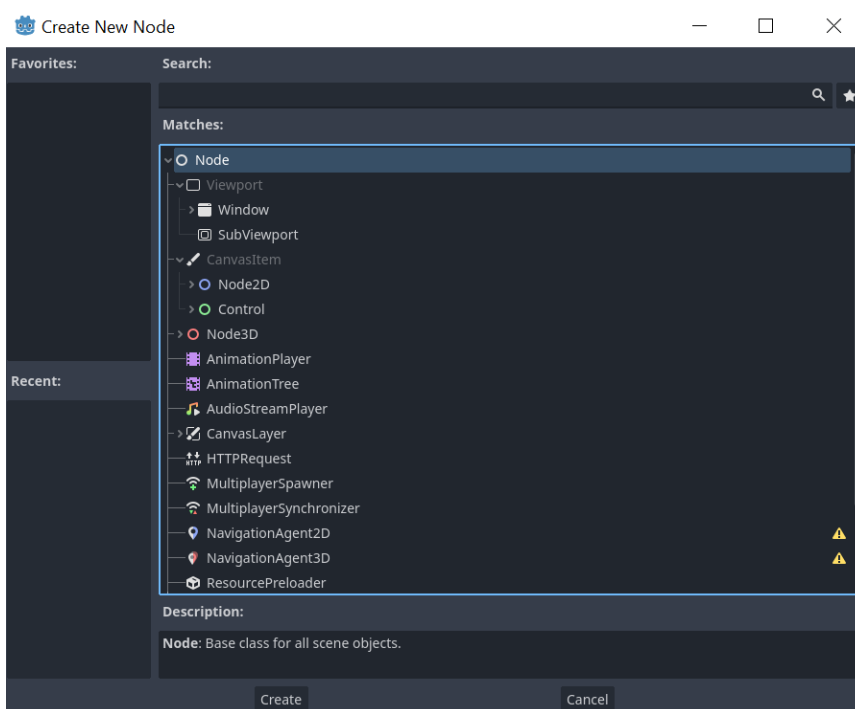 Create New Node
Favorites:
Search:
Matches:
Node
Viewport
Window
SubViewport
CanvasItem
Node2D
Control
Node3D
AnimationPlayer
AnimationTree
Recent:
AudioStreamPlayer
CanvasLayer
HTTP HTTPRequest
MultiplayerSpawner
MultiplayerSynchronizer
NavigationAgent2D
NavigationAgent3D
ResourcePreloader
Description:
Node: Base class for all scene objects.
Create Cancel